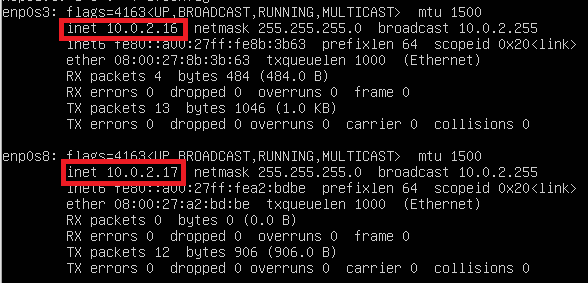 enp0s3: flags=4163<UP,BROADCAST,RUNNING,MULTICAST> mtu 1500
inet 10.0.2.16 netmask 255.255.255.0 broadcast 10.0.2.255
inet6 fe80::a00:27ff:fe8b:3b63 prefixlen 64 scopeid 0x20<link>
ether 08:00:27:8b:3b:63 txqueuelen 1000 (Ethernet)
RX packets 4 bytes 484 (484.0 B)
RX errors 0 dropped 0 overruns 0 frame 0
TX packets 13 bytes 1046 (1.0 KB)
TX errors 0 dropped 0 overruns 0 carrier 0 collisions 0
enp0s8: flags=4163<UP,BROADCAST,RUNNING,MULTICAST> mtu 1500
inet 10.0.2.17 netmask 255.255.255.0 broadcast 10.0.2.255
inet6 fe80::a00:27ff:fea2:bdbe prefixlen 64 scopeid 0x20<link>
ether 08:00:27:a2:bd:be txqueuelen 1000 (Ethernet)
RX packets 0 bytes 0 (0.0 B)
RX errors 0 dropped 0 overruns 0 frame 0
TX packets 12 bytes 906 (906.0 B)
TX errors 0 dropped 0 overruns 0 carrier 0 collisions 0